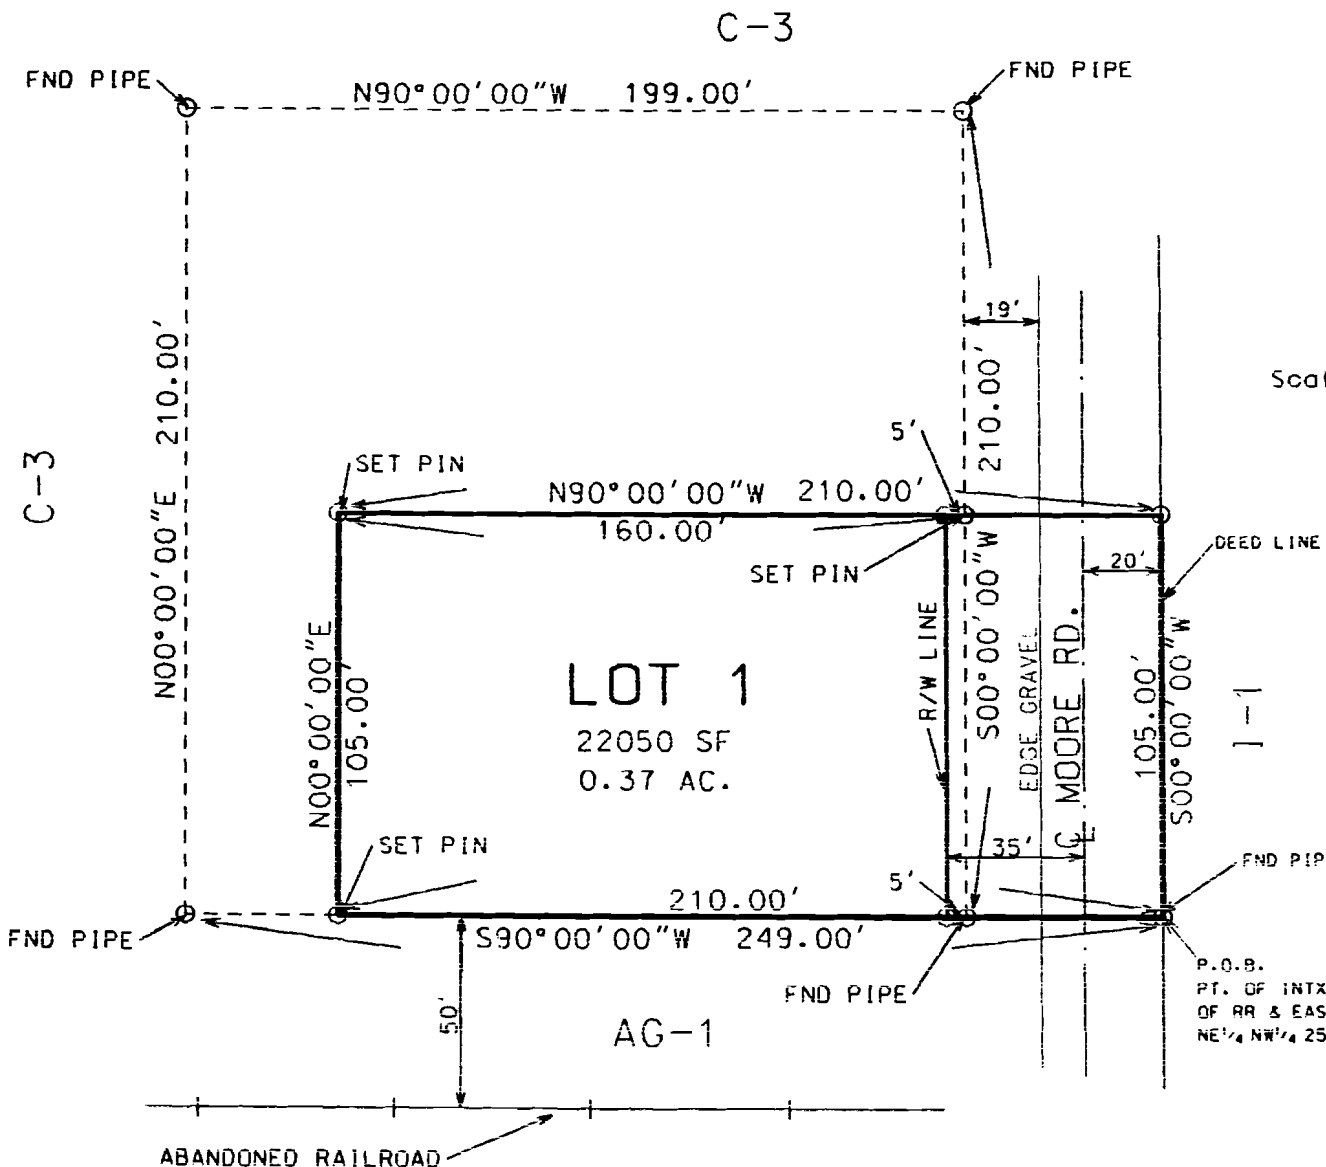 C-3
FND PIPE
N90°00'00"W 199.00'
FND PIPE
19'
N00°00'00"E 210.00'
210.00'
S00°00'00"W
C-3
5'
SET PIN
N90°00'00"W 210.00'
160.00'
SET PIN
DEED LINE
20'
N00°00'00"E
105.00'
LOT 1
22050 SF
0.37 AC.
R/W LINE
EDGE GRAVEL
℄ MOORE RD.
105.00'
S00°00'00"W
I-1
SET PIN
35'
5'
FND PIP
210.00'
S90°00'00"W 249.00'
FND PIPE
FND PIPE
P.O.B.
PT. OF INTX
OF RR & EAS
NE¼ NW¼ 25
50'
AG-1
ABANDONED RAILROAD